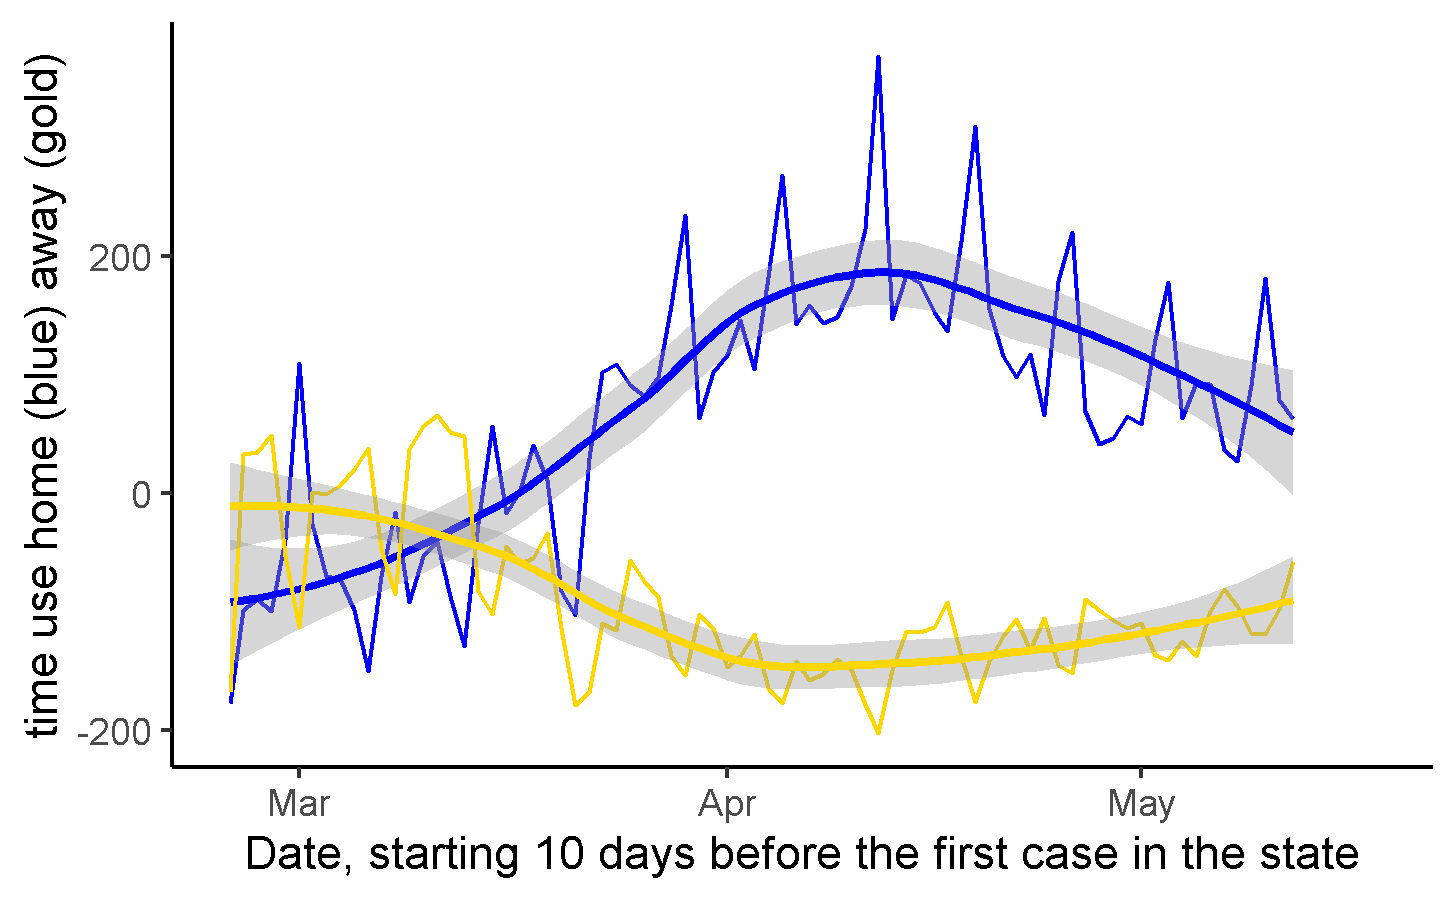 time use home (blue) away (gold)
200
0
-200
Mar
Apr
May
Date, starting 10 days before the first case in the state